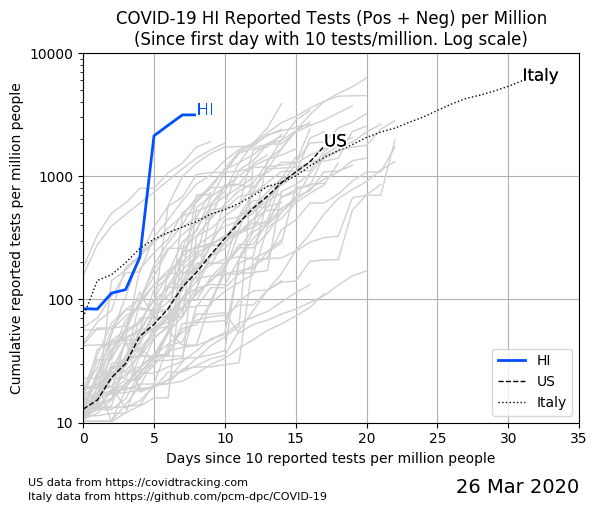 COVID-19 HI Reported Tests (Pos + Neg) per Million
(Since first day with 10 tests/million. Log scale)
10000
1000
100
10
Cumulative reported tests per million people
HI
US
Italy
HI
US
Italy
0 5 10 15 20 25 30 35
Days since 10 reported tests per million people
US data from https://covidtracking.com
Italy data from https://github.com/pcm-dpc/COVID-19
26 Mar 2020